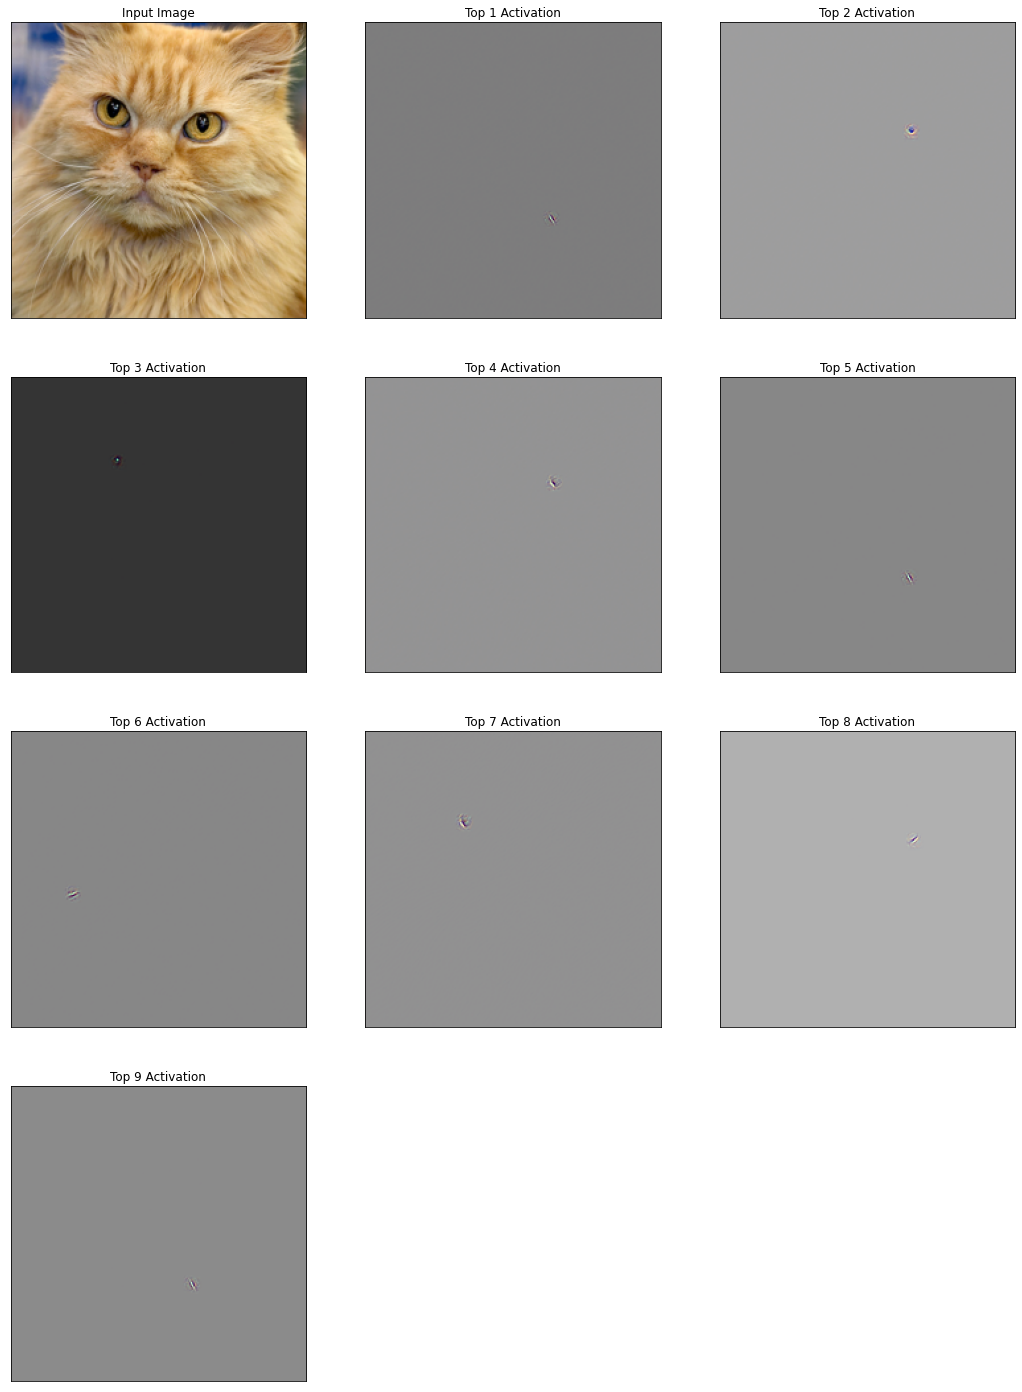 Input Image
Top 1 Activation
Top 2 Activation
Top 3 Activation
Top 4 Activation
Top 5 Activation
Top 6 Activation
Top 7 Activation
Top 8 Activation
Top 9 Activation